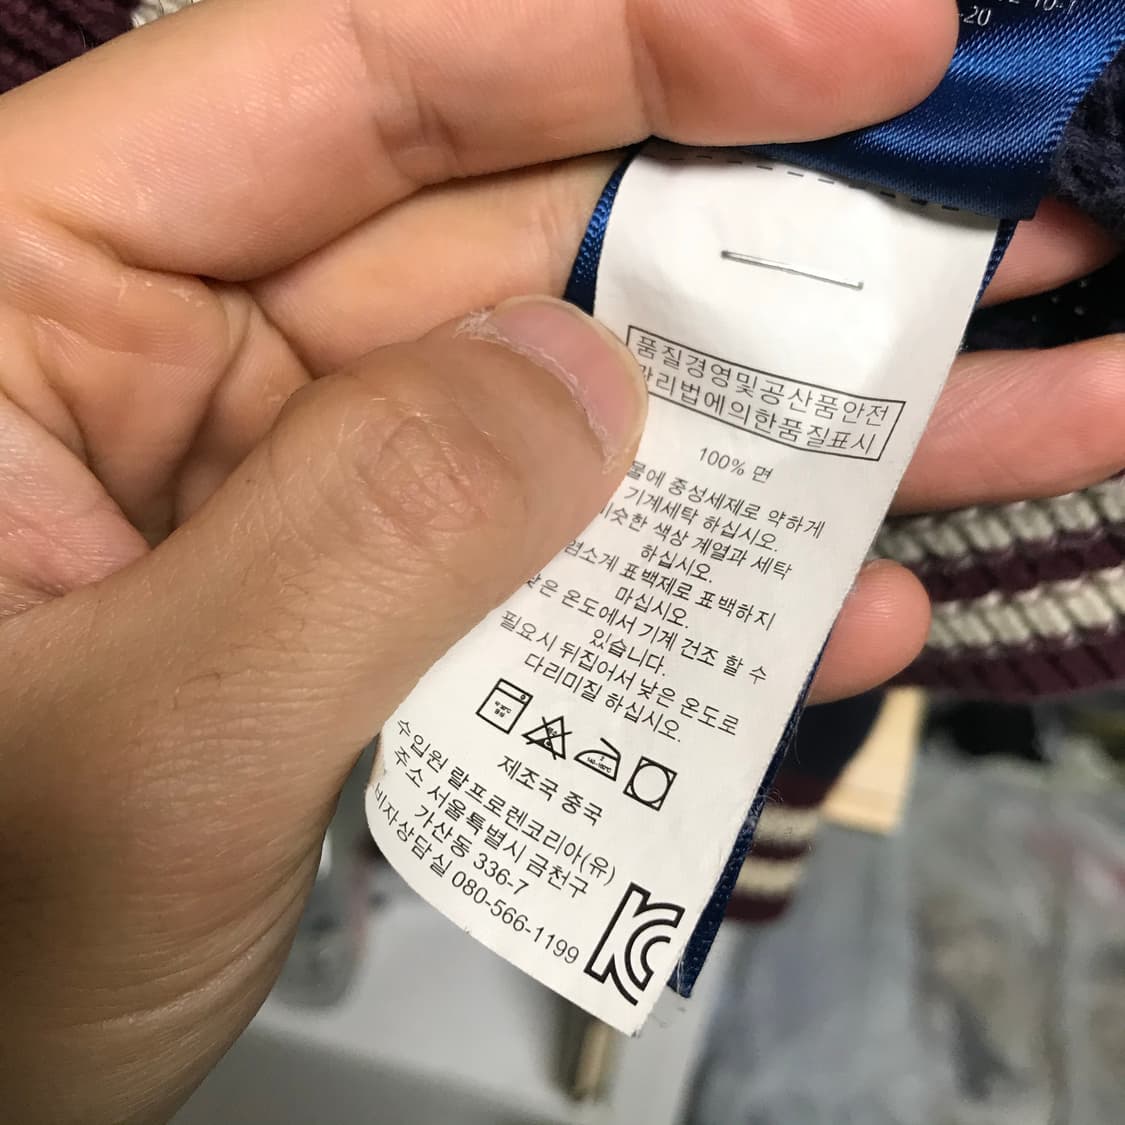 -20
품질경영및공산품안전
관리법에의한품질표시
100% 면
물에 중성세제로 약하게
기계세탁 하십시오.
비슷한 색상 계열과 세탁
하십시오.
염소계 표백제로 표백하지
마십시오.
낮은 온도에서 기계 건조 할 수
있습니다.
필요시 뒤집어서 낮은 온도로
다리미질 하십시오.
제조국 중국
수입원 랄프로렌코리아(유)
주소 서울특별시 금천구
가산동 336-7
비자상담실 080-566-1199
KC